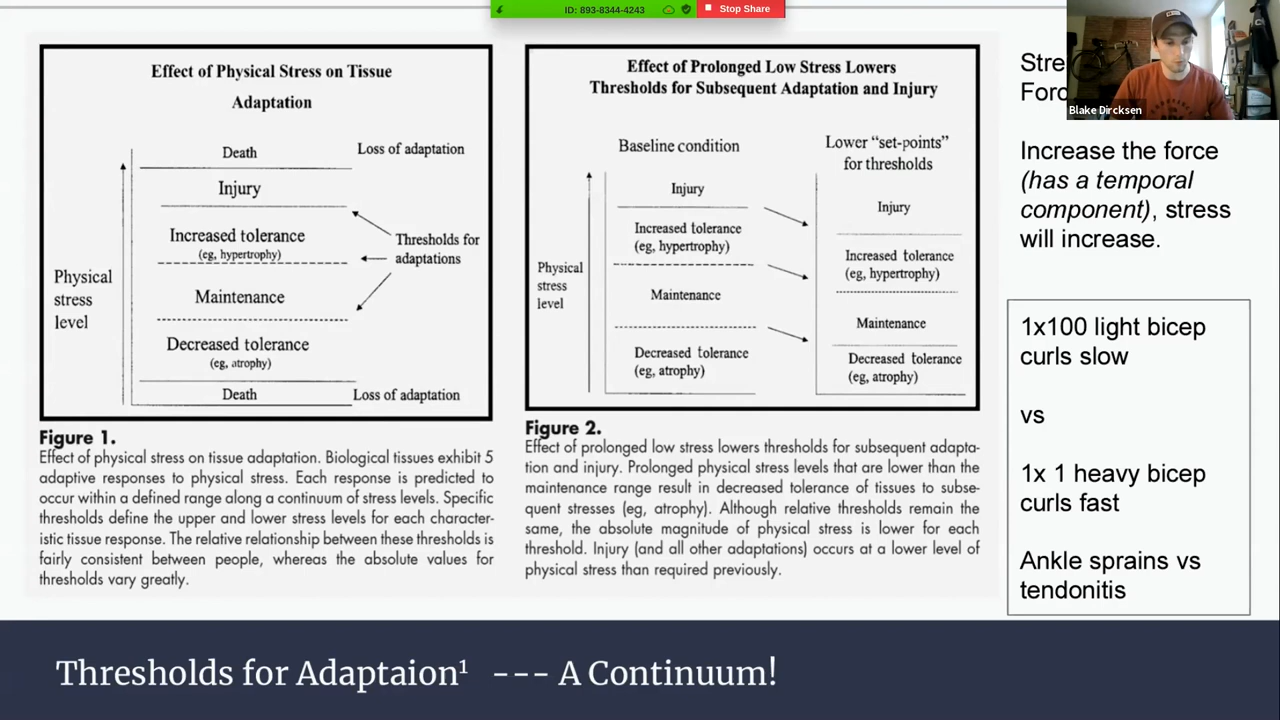 ID: 893-8344-4243
Stop Share
Effect of Physical Stress on Tissue
Adaptation
Death
Loss of adaptation
Injury
Increased tolerance
(eg, hypertrophy)
Thresholds for
adaptations
Physical
stress
level
Maintenance
Decreased tolerance
(eg, atrophy)
Death
Loss of adaptation
Figure 1.
Effect of physical stress on tissue adaptation. Biological tissues exhibit 5
adaptive responses to physical stress. Each response is predicted to
occur within a defined range along a continuum of stress levels. Specific
thresholds define the upper and lower stress levels for each character-
istic tissue response. The relative relationship between these thresholds is
fairly consistent between people, whereas the absolute values for
thresholds vary greatly.
Effect of Prolonged Low Stress Lowers
Thresholds for Subsequent Adaptation and Injury
Baseline condition
Lower “set-points”
for thresholds
Injury
Increased tolerance
(eg, hypertrophy)
Physical
stress
level
Maintenance
Decreased tolerance
(eg, atrophy)
Injury
Increased tolerance
(eg, hypertrophy)
Maintenance
Decreased tolerance
(eg, atrophy)
Figure 2.
Effect of prolonged low stress lowers thresholds for subsequent adapta-
tion and injury. Prolonged physical stress levels that are lower than the
maintenance range result in decreased tolerance of tissues to subse-
quent stresses (eg, atrophy). Although relative thresholds remain the
same, the absolute magnitude of physical stress is lower for each
threshold. Injury (and all other adaptations) occurs at a lower level of
physical stress than required previously.
Blake Dircksen
Increase the force
(has a temporal
component), stress
will increase.
1x100 light bicep
curls slow
vs
1x 1 heavy bicep
curls fast
Ankle sprains vs
tendonitis
Thresholds for Adaptaion¹ --- A Continuum!